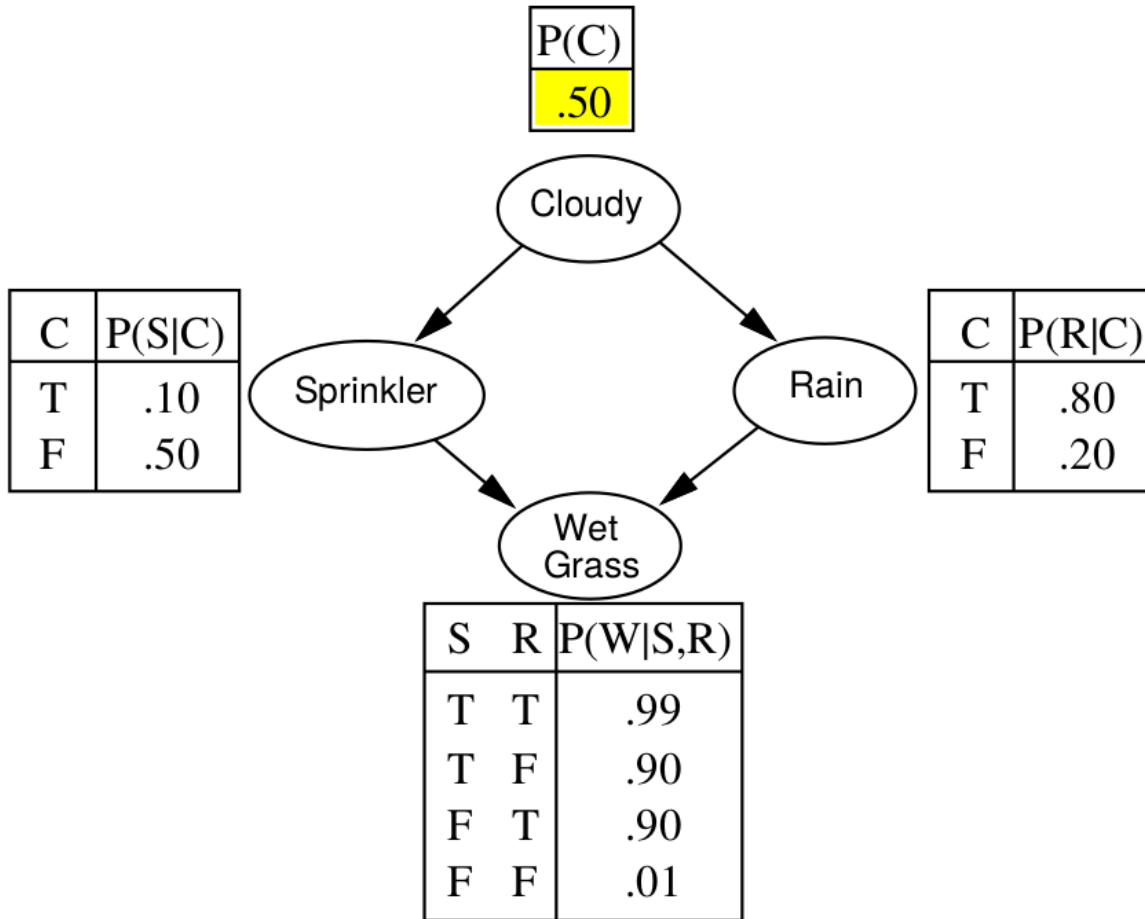 P(C)
.50
Cloudy
C P(S|C)
T .10
F .50
Sprinkler
Rain
C P(R|C)
T .80
F .20
Wet
Grass
S R P(W|S,R)
T T .99
T F .90
F T .90
F F .01